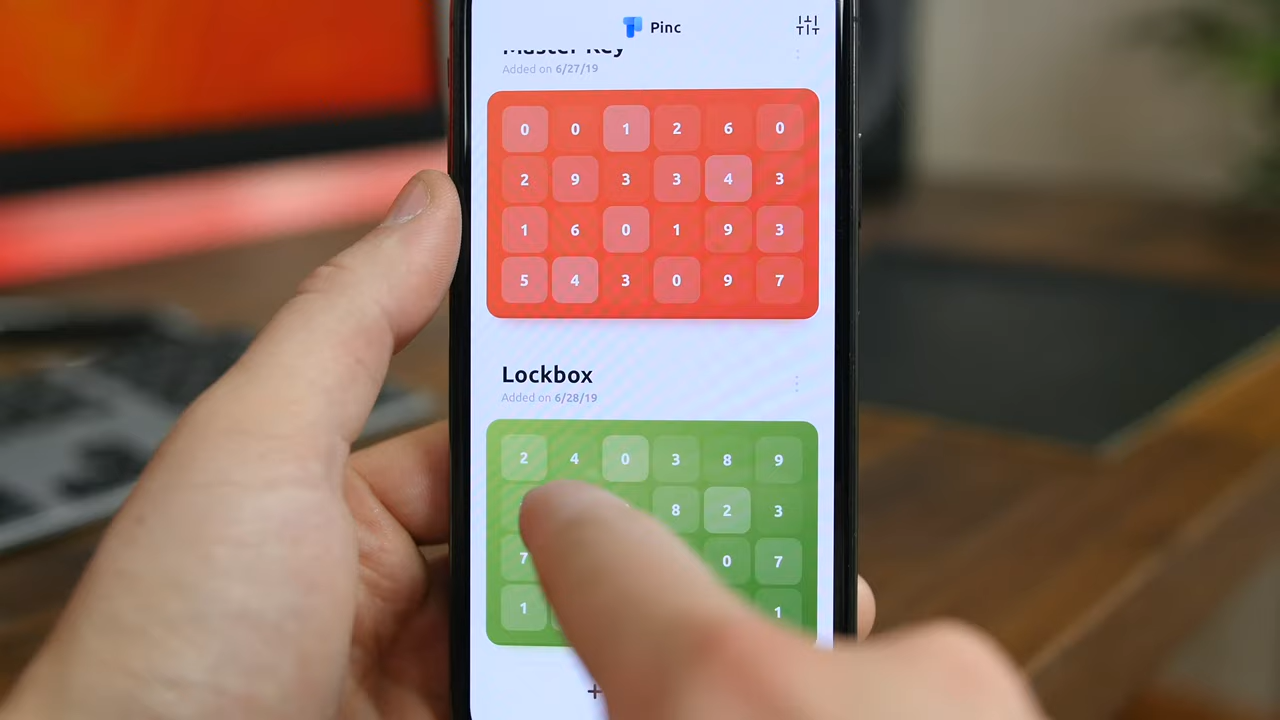 Pinc
Master Key
Added on 6/27/19
0 0 1 2 6 0
2 9 3 3 4 3
1 6 0 1 9 3
5 4 3 0 9 7
Lockbox
Added on 6/28/19
2 4 0 3 8 9
8 2 3
7 0 7
1 1
+